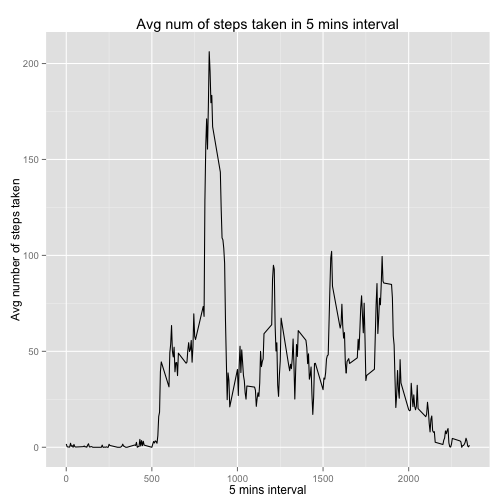 Avg num of steps taken in 5 mins interval
Avg number of steps taken
200
150
100
50
0
0 500 1000 1500 2000
5 mins interval